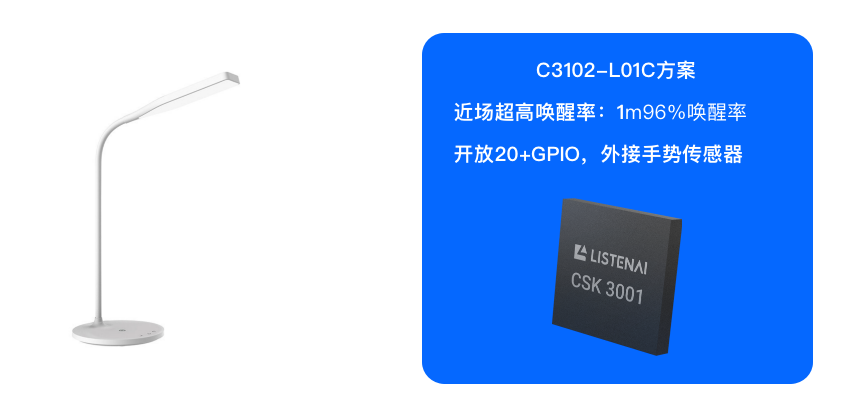 C3102-L01C方案
近场超高唤醒率：1m96%唤醒率
开放20+GPIO，外接手势传感器
LISTENAI
CSK 3001